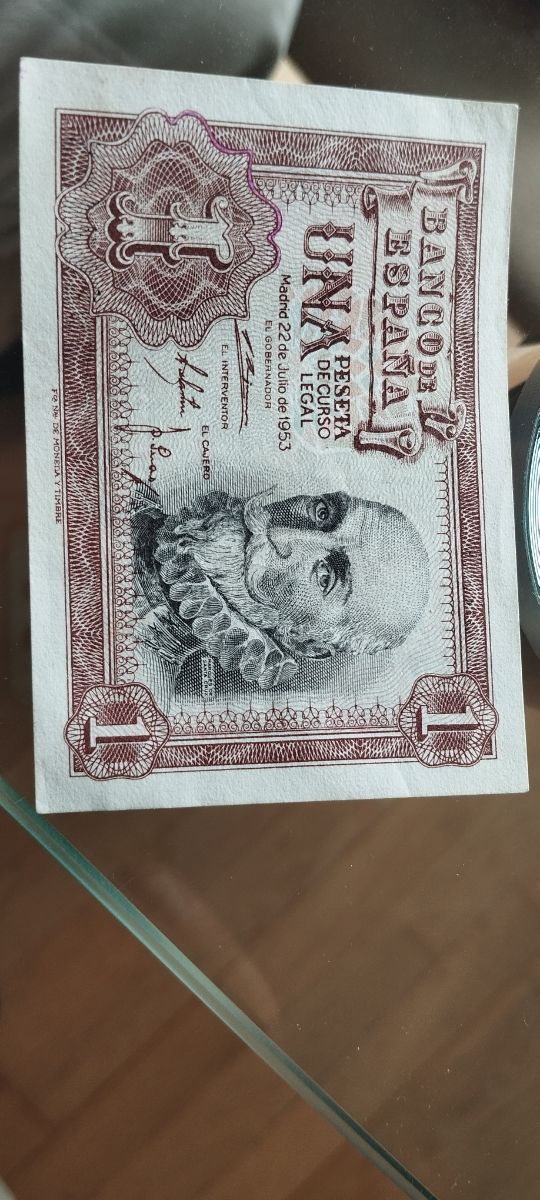 BANCO DE
ESPAÑA
UNA PESETA
DE CURSO
LEGAL
Madrid 22 de Julio de 1953
EL GOBERNADOR
EL INTERVENTOR
EL CAJERO
1
1
1
Fca. Nal. DE MONEDA Y TIMBRE